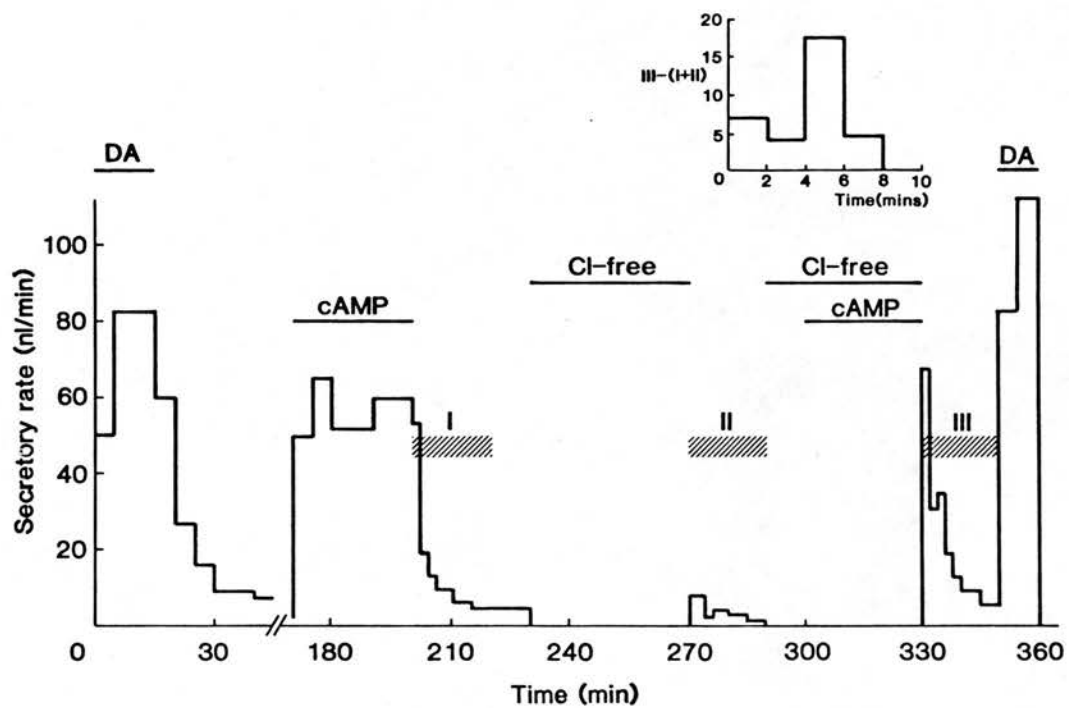 20
15
III-(I+II)
10
5
0 2 4 6 8 10
Time(mins)
DA
DA
100
Cl-free
Cl-free
80
cAMP
cAMP
60
I
II
III
40
20
Secretory rate (nl/min)
0 30 180 210 240 270 300 330 360
Time (min)